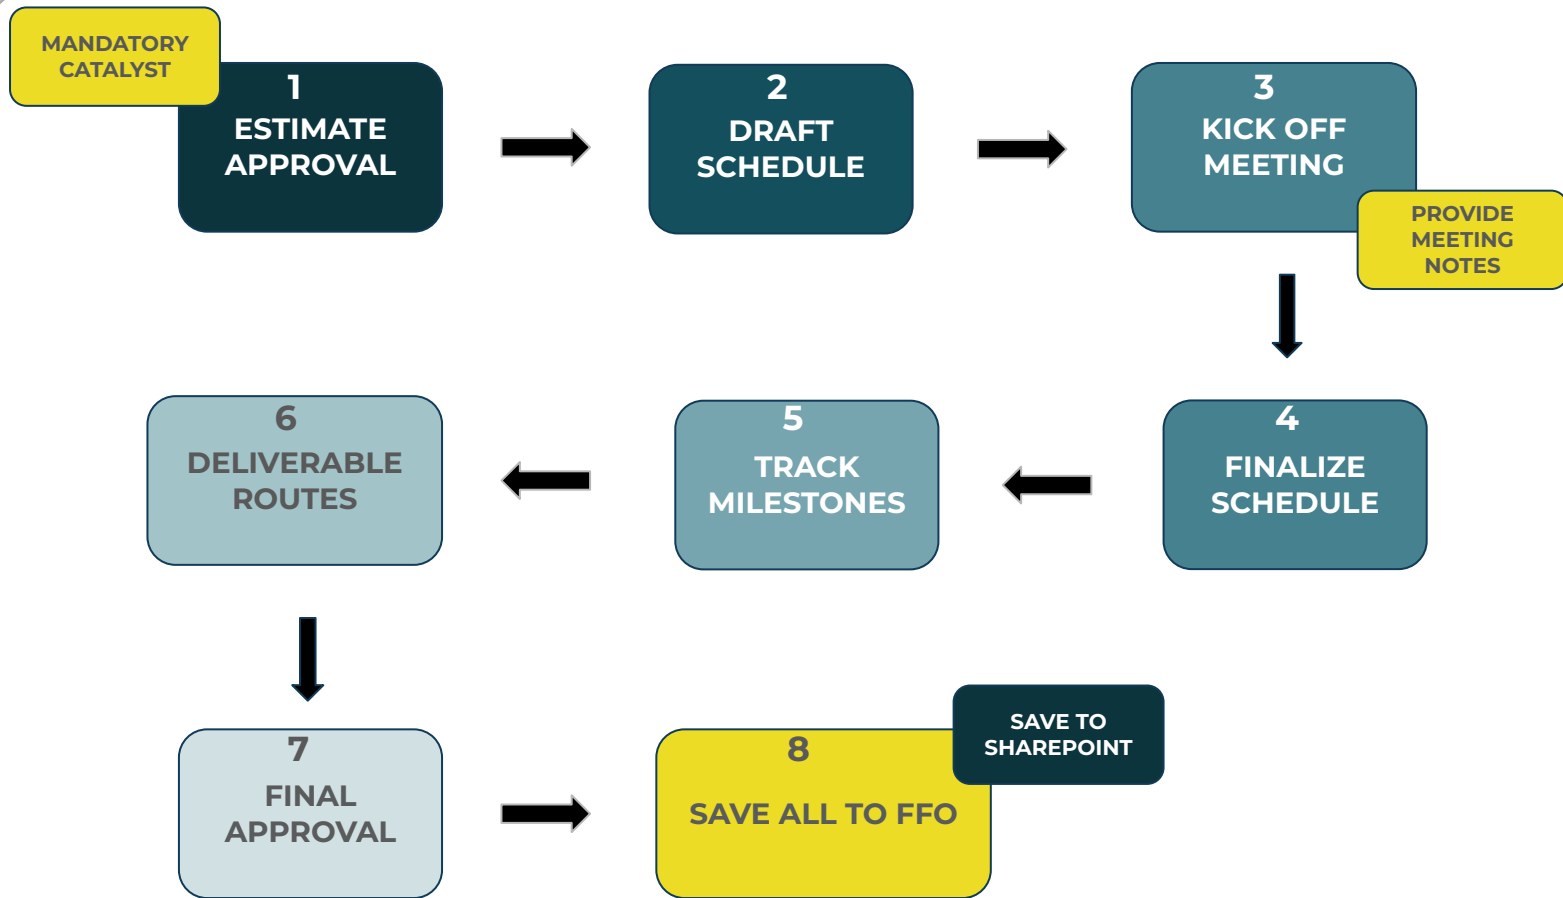 MANDATORY
CATALYST
1
ESTIMATE
APPROVAL
2
DRAFT
SCHEDULE
3
KICK OFF
MEETING
PROVIDE
MEETING
NOTES
4
FINALIZE
SCHEDULE
5
TRACK
MILESTONES
6
DELIVERABLE
ROUTES
7
FINAL
APPROVAL
8
SAVE ALL TO FFO
SAVE TO
SHAREPOINT